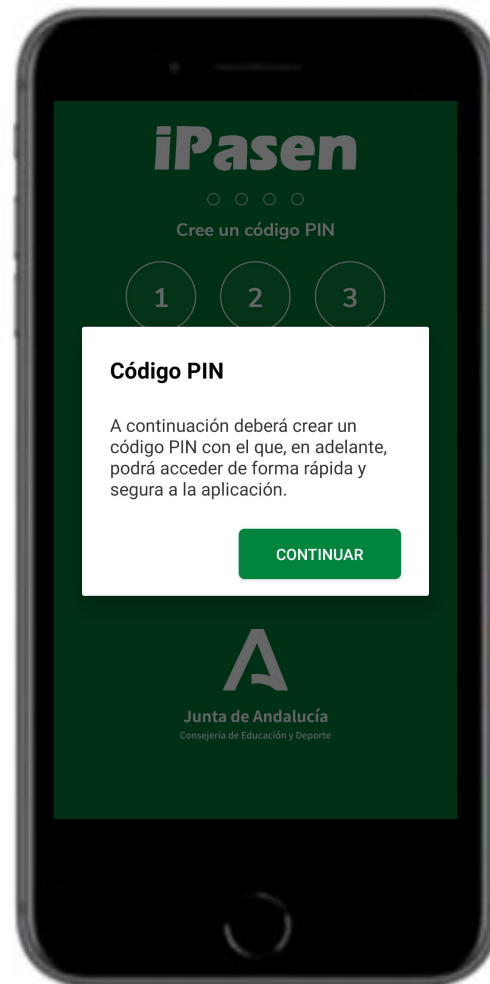 iPasen
Cree un código PIN
1 2 3
Código PIN
A continuación deberá crear un
código PIN con el que, en adelante,
podrá acceder de forma rápida y
segura a la aplicación.
CONTINUAR
Junta de Andalucía
Consejería de Educación y Deporte